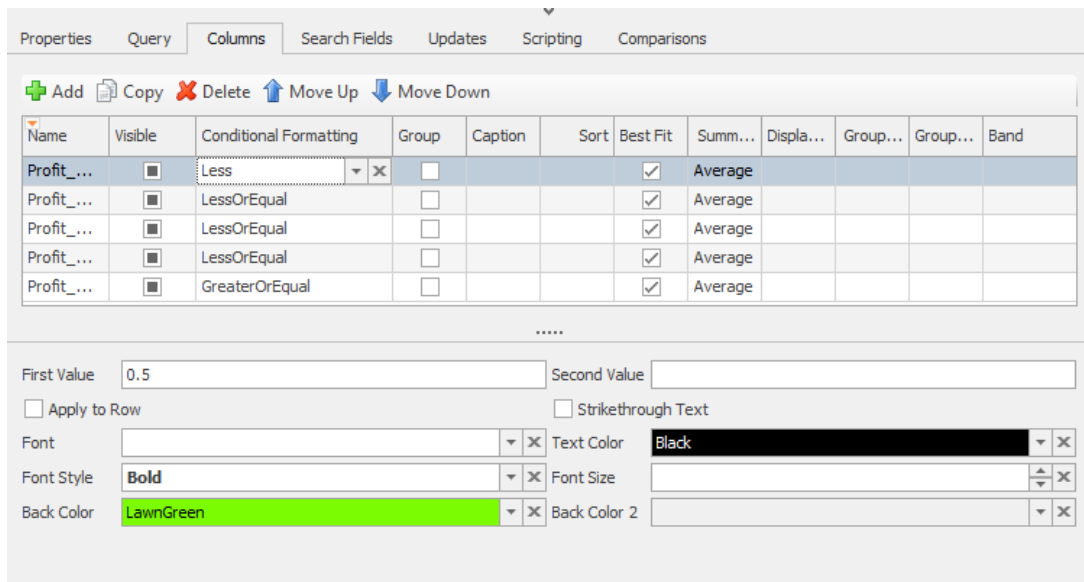 Properties Query Columns Search Fields Updates Scripting Comparisons
Add Copy Delete Move Up Move Down
Name Visible Conditional Formatting Group Caption Sort Best Fit Summ... Displa... Group... Group... Band
Profit_... Less Average
Profit_... LessOrEqual Average
Profit_... LessOrEqual Average
Profit_... LessOrEqual Average
Profit_... GreaterOrEqual Average
First Value 0.5 Second Value
Apply to Row Strikethrough Text
Font Text Color Black
Font Style Bold Font Size
Back Color LawnGreen Back Color 2